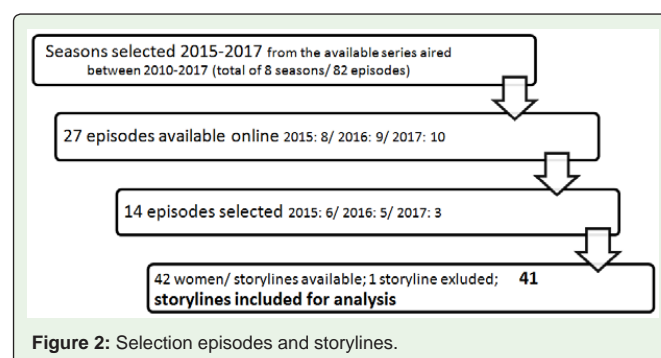 Seasons selected 2015-2017 from the available series aired
between 2010-2017 (total of 8 seasons/ 82 episodes)
27 episodes available online 2015: 8/ 2016: 9/ 2017: 10
14 episodes selected 2015: 6/ 2016: 5/ 2017: 3
42 women/ storylines available; 1 storyline exluded; 41
storylines included for analysis
Figure 2: Selection episodes and storylines.